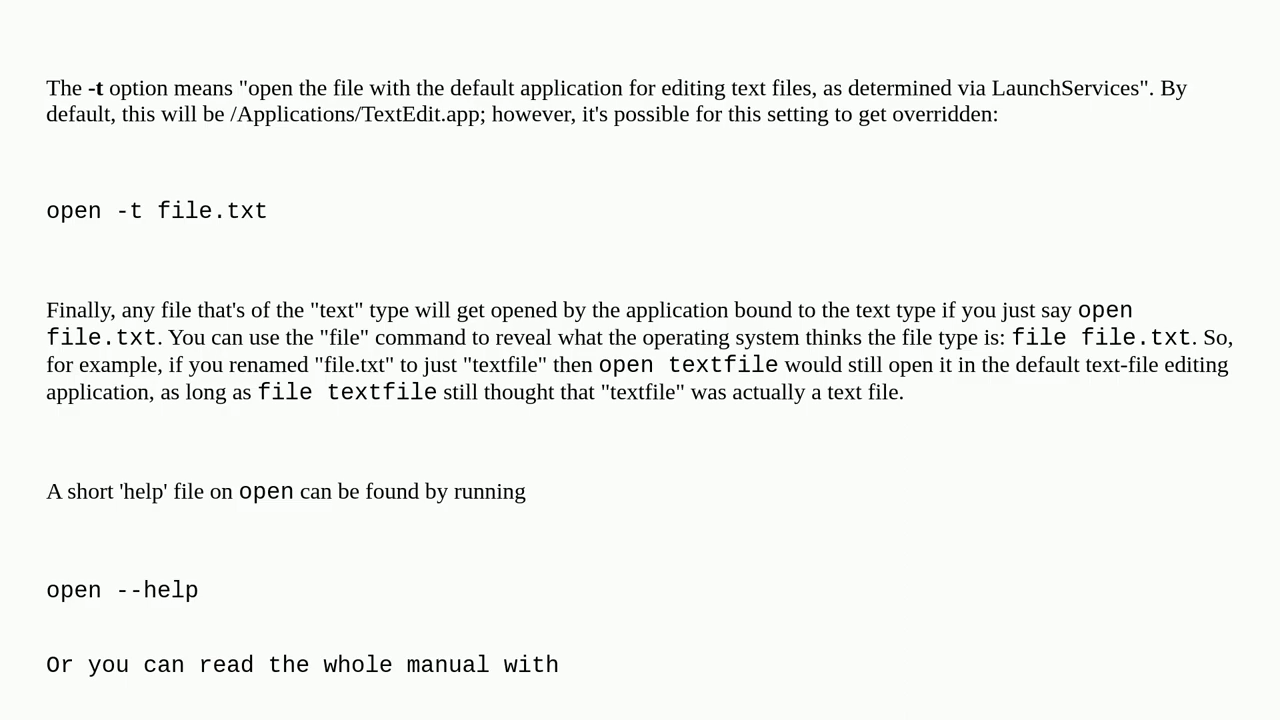 The -t option means "open the file with the default application for editing text files, as determined via LaunchServices". By
default, this will be /Applications/TextEdit.app; however, it's possible for this setting to get overridden:
open -t file.txt
Finally, any file that's of the "text" type will get opened by the application bound to the text type if you just say open
file.txt. You can use the "file" command to reveal what the operating system thinks the file type is: file file.txt. So,
for example, if you renamed "file.txt" to just "textfile" then open textfile would still open it in the default text-file editing
application, as long as file textfile still thought that "textfile" was actually a text file.
A short 'help' file on open can be found by running
open --help
Or you can read the whole manual with